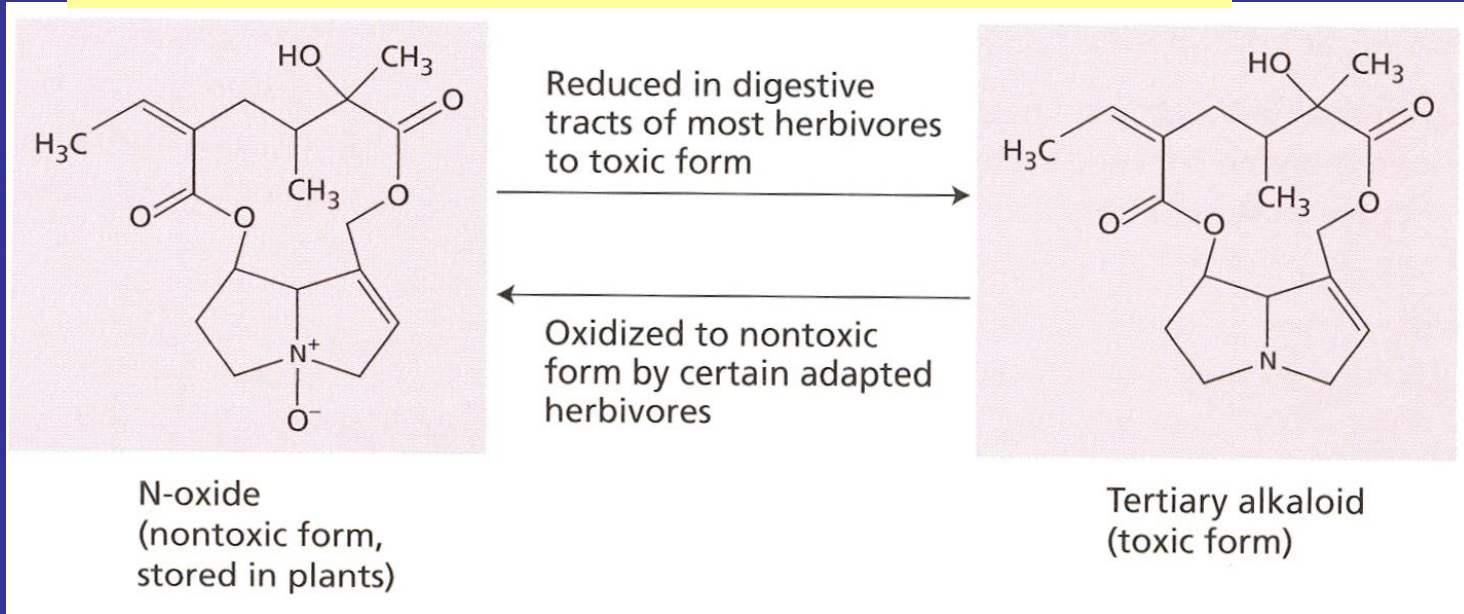 HO CH₃
O
H₃C
CH₃
O
O
O
N⁺
O⁻
Reduced in digestive
tracts of most herbivores
to toxic form
Oxidized to nontoxic
form by certain adapted
herbivores
HO CH₃
O
H₃C
CH₃
O
O
O
N
N-oxide
(nontoxic form,
stored in plants)
Tertiary alkaloid
(toxic form)